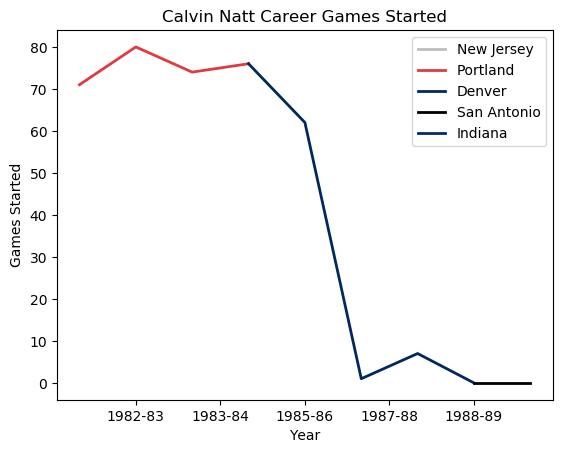 Calvin Natt Career Games Started
80
70
60
50
40
30
20
10
0
Games Started
New Jersey
Portland
Denver
San Antonio
Indiana
1982-83 1983-84 1985-86 1987-88 1988-89
Year